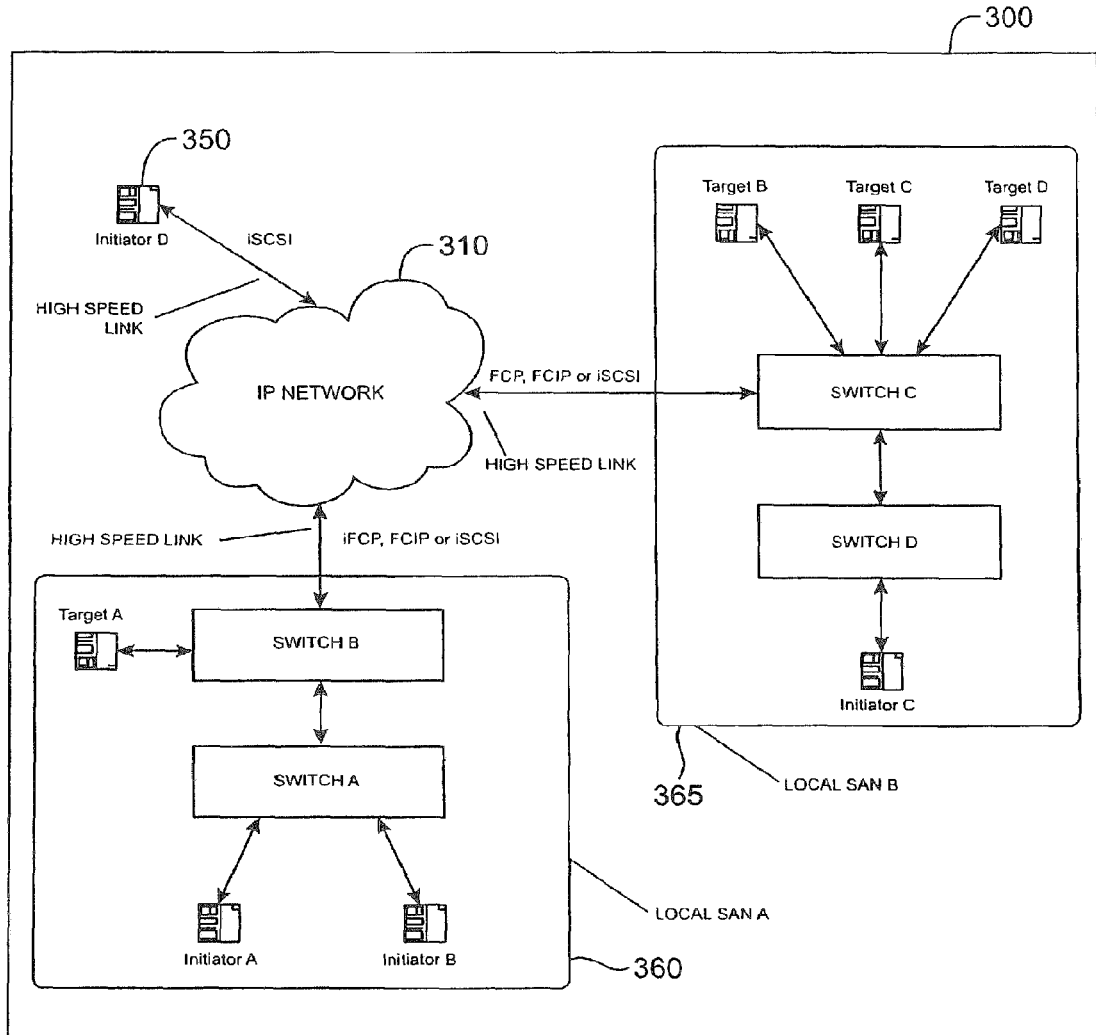 300
350
Initiator D
iSCSI
HIGH SPEED
LINK
310
IP NETWORK
Target B
Target C
Target D
FCP, FCIP or iSCSI
HIGH SPEED LINK
SWITCH C
SWITCH D
Initiator C
365
LOCAL SAN B
HIGH SPEED LINK
iFCP, FCIP or iSCSI
Target A
SWITCH B
SWITCH A
Initiator A
Initiator B
LOCAL SAN A
360